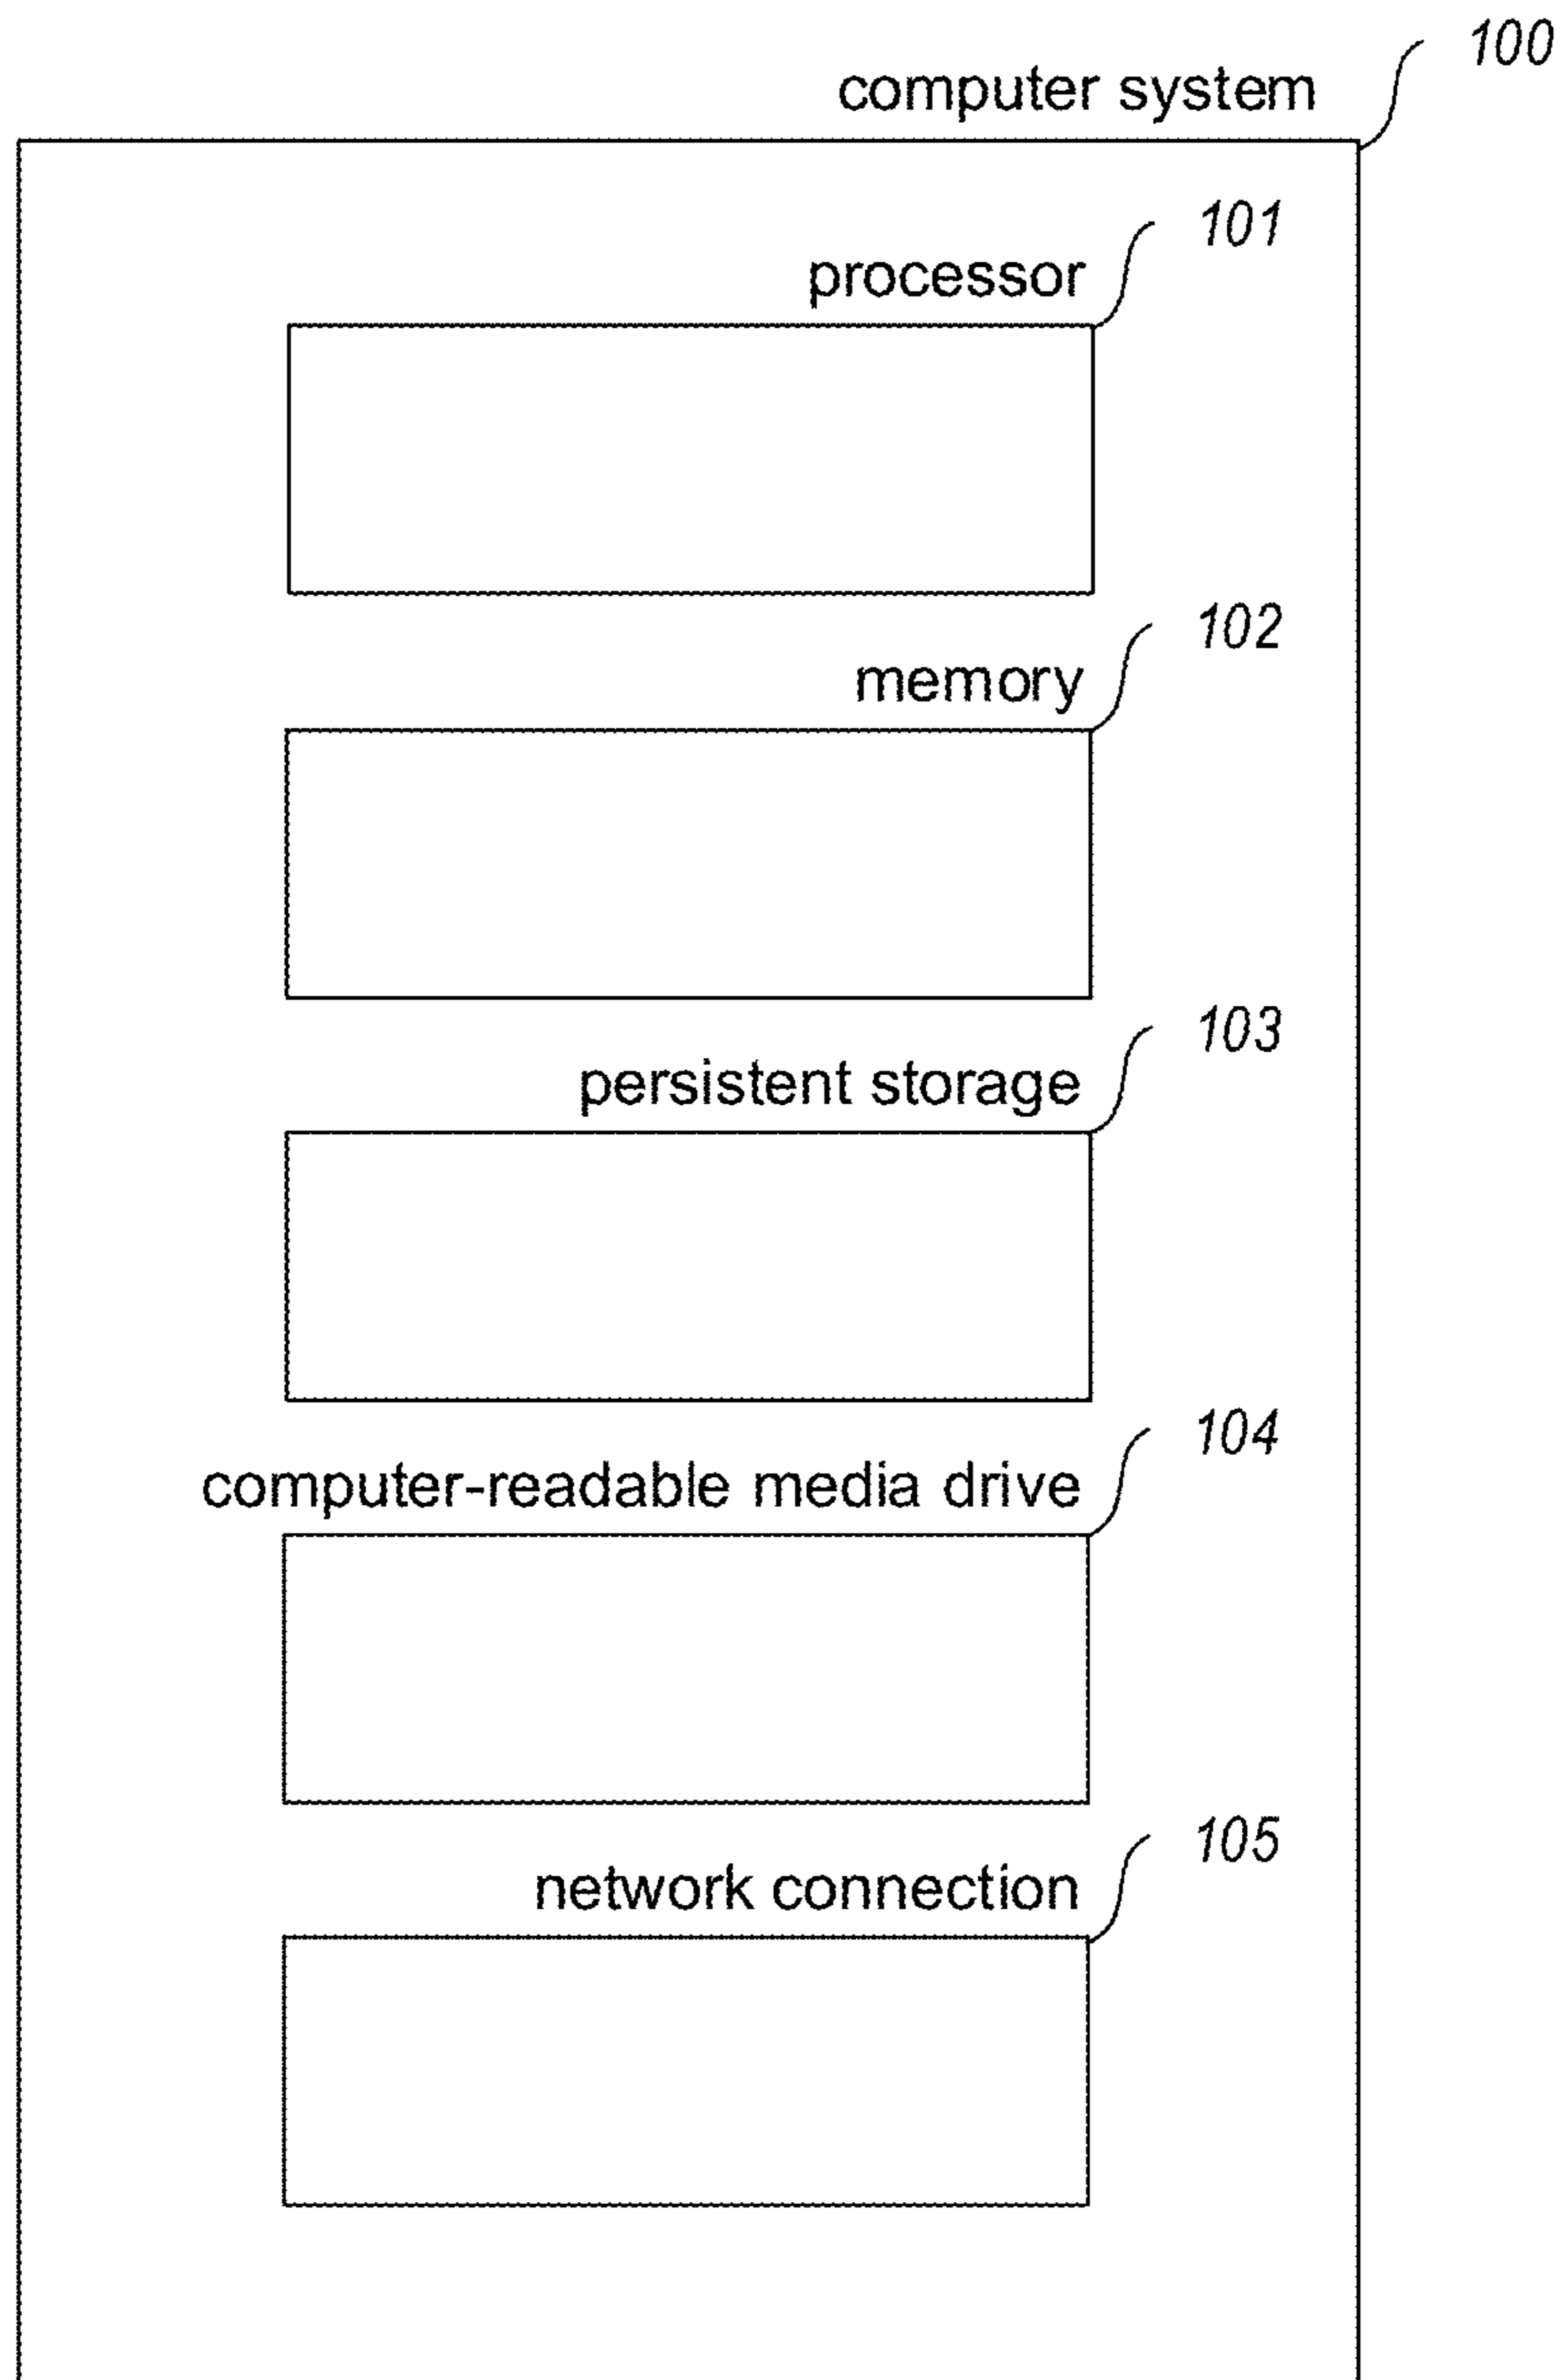 100
computer system
101
processor
102
memory
103
persistent storage
104
computer-readable media drive
105
network connection